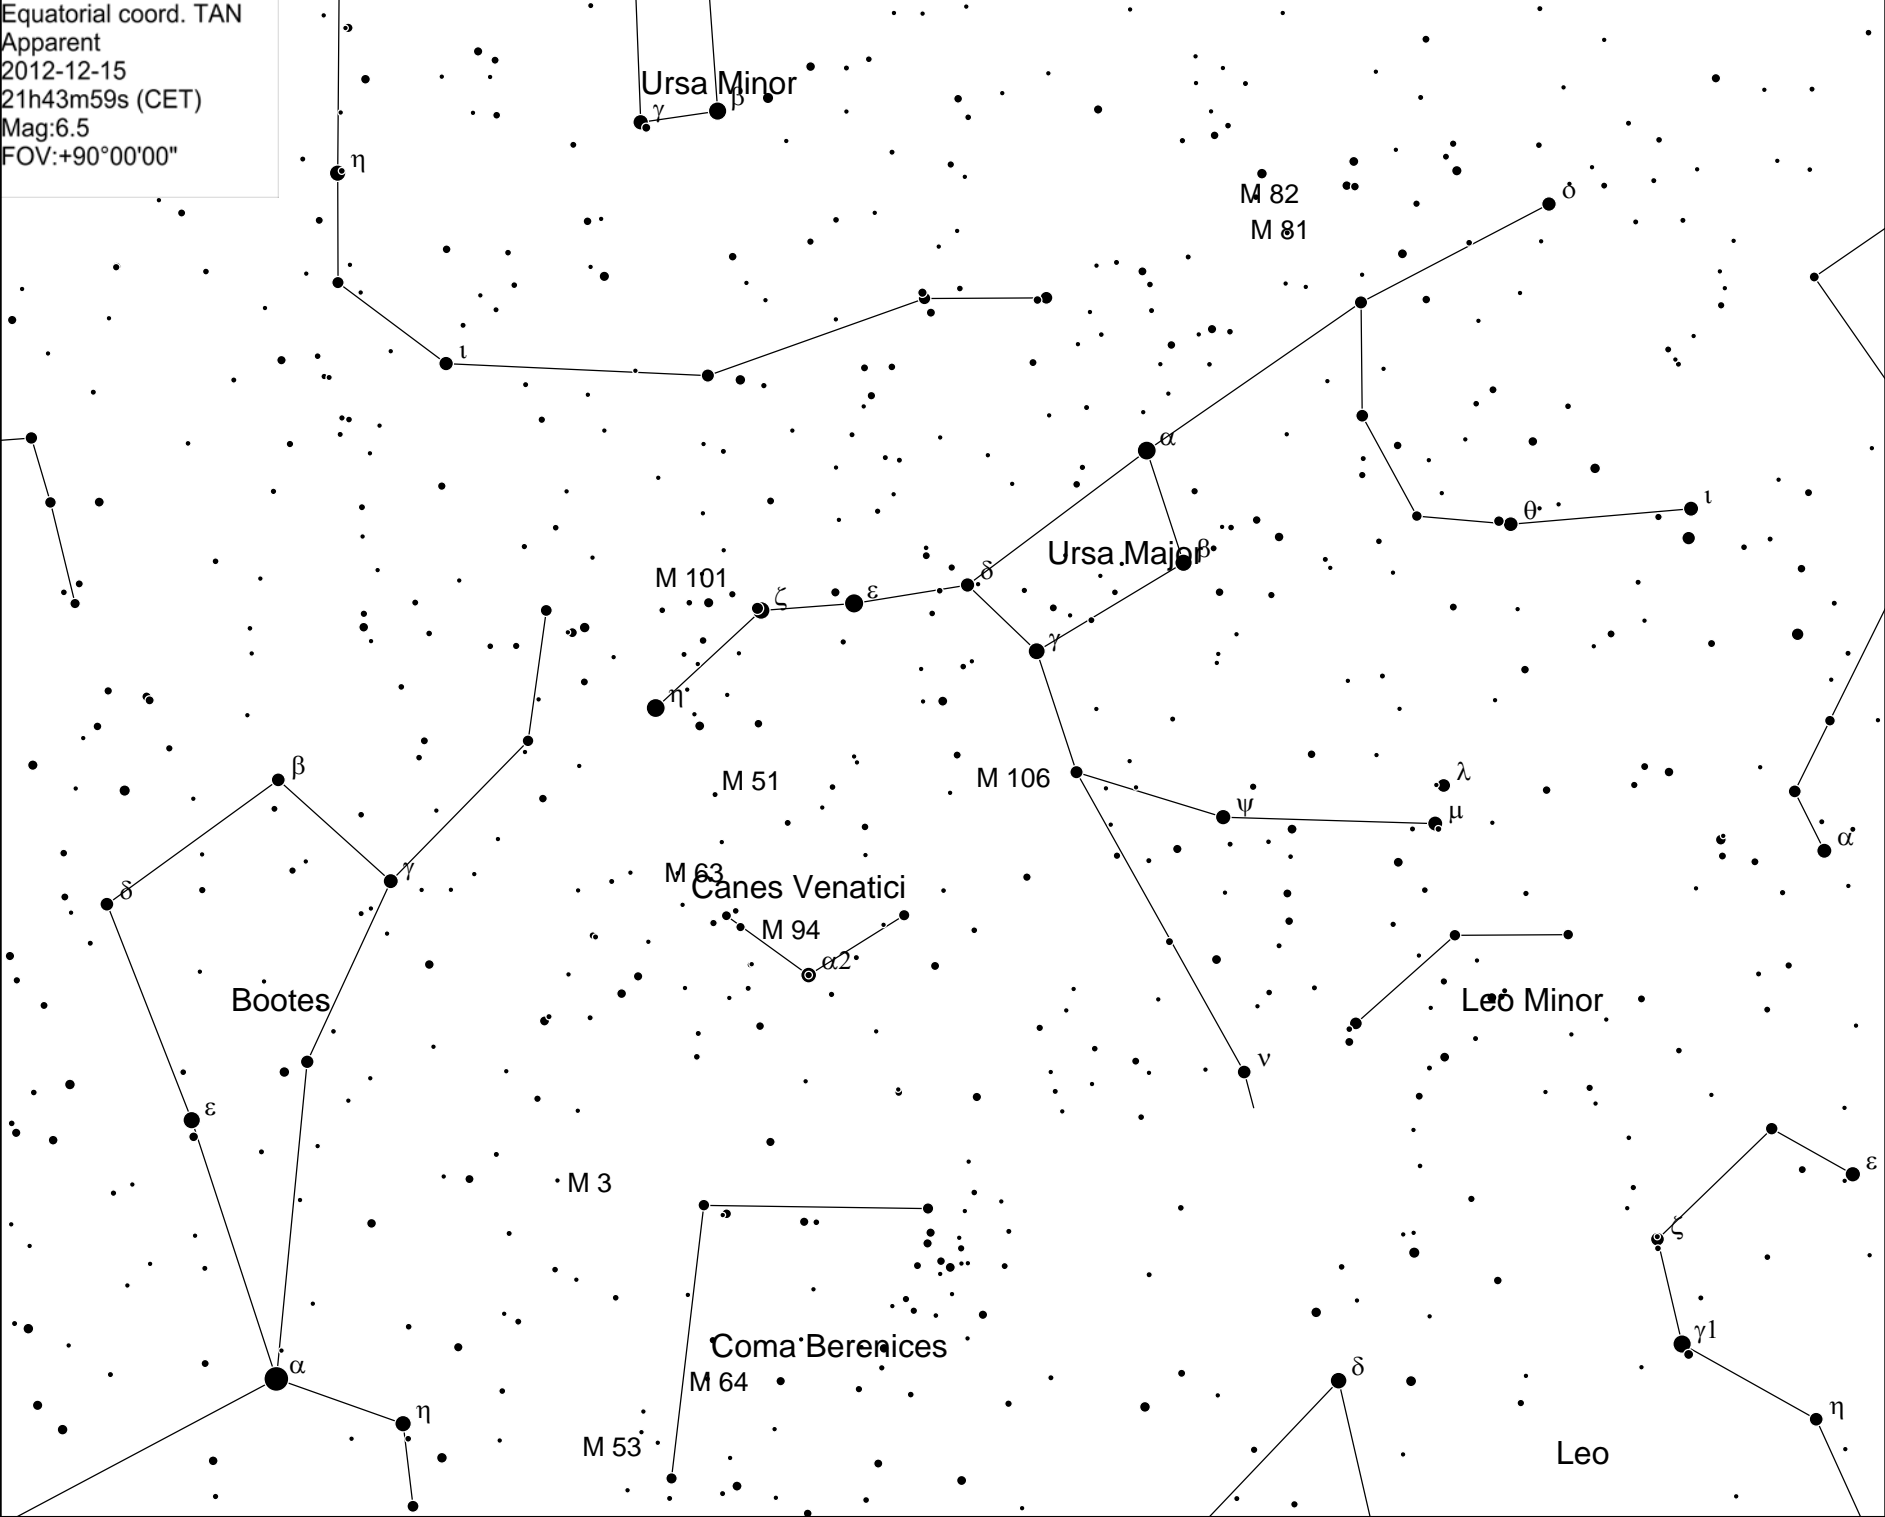 Equatorial coord. TAN
Apparent
2012-12-15
21h43m59s (CET)
Mag:6.5
FOV:+90°00'00"
Ursa Minor
γ
β
η
M 82
M 81
ο
ι
α
θ
ι
Ursa Major
β
M 101
ζ
ε
δ
γ
η
β
M 51
M 106
λ
ψ
μ
α
γ
M 63
Canes Venatici
δ
M 94
α2
Bootes
Leo Minor
ν
ε
M 3
ε
ζ
Coma Berenices
γ1
α
M 64
δ
η
η
M 53
Leo